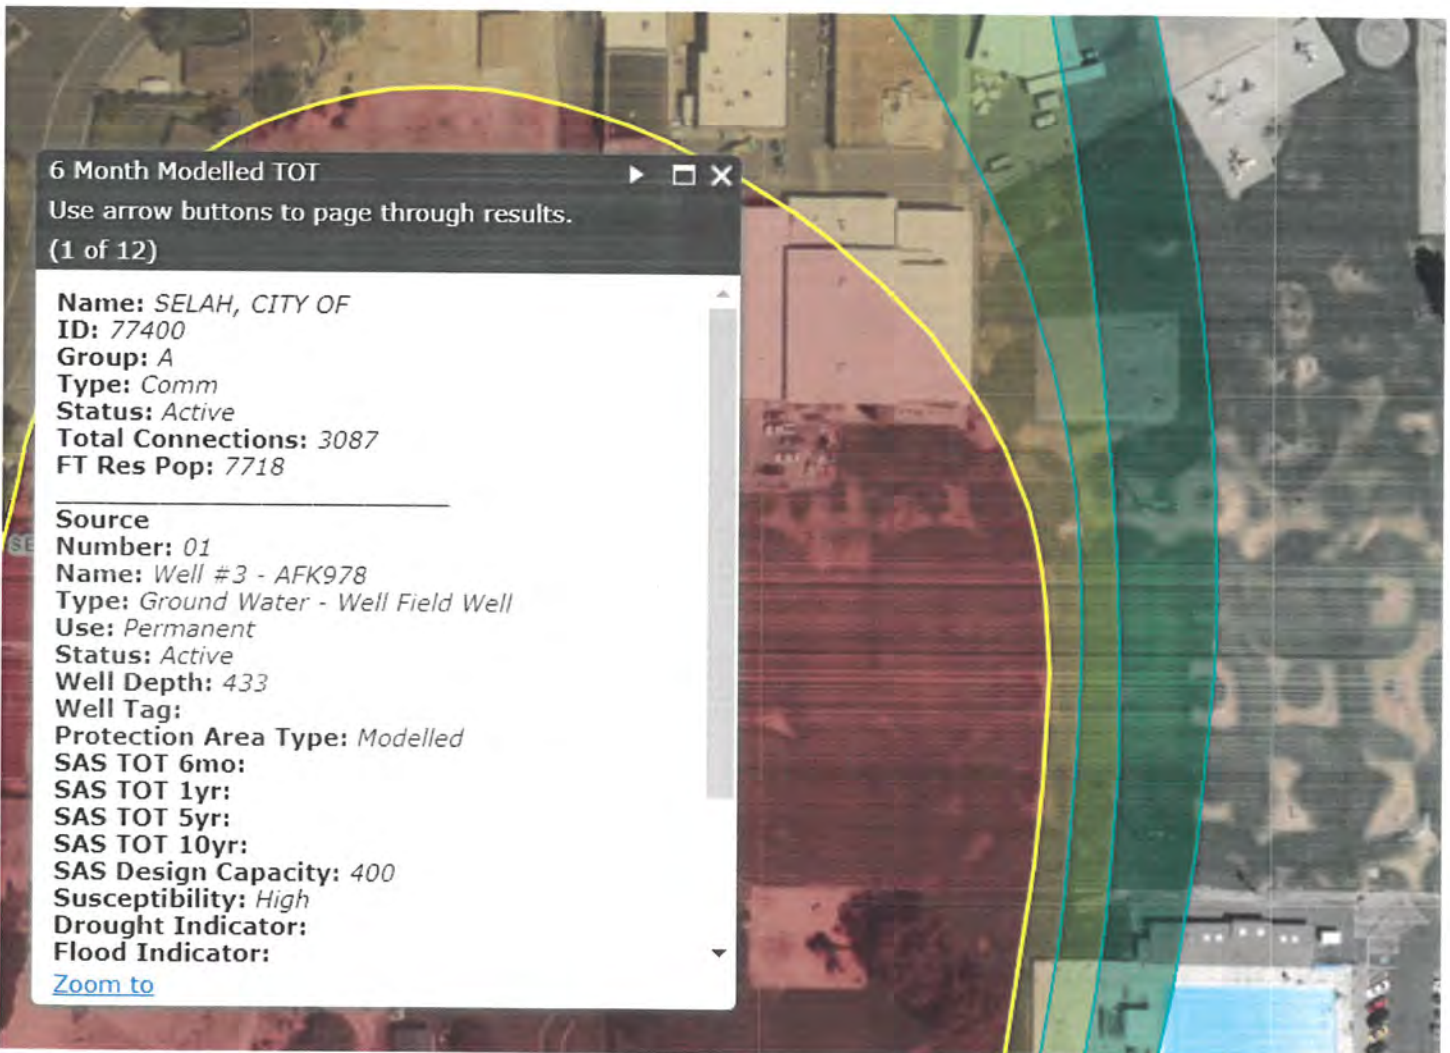 6 Month Modelled TOT
Use arrow buttons to page through results.
(1 of 12)
Name: SELAH, CITY OF
ID: 77400
Group: A
Type: Comm
Status: Active
Total Connections: 3087
FT Res Pop: 7718
Source
Number: 01
Name: Well #3 - AFK978
Type: Ground Water - Well Field Well
Use: Permanent
Status: Active
Well Depth: 433
Well Tag:
Protection Area Type: Modelled
SAS TOT 6mo:
SAS TOT 1yr:
SAS TOT 5yr:
SAS TOT 10yr:
SAS Design Capacity: 400
Susceptibility: High
Drought Indicator:
Flood Indicator:
Zoom to